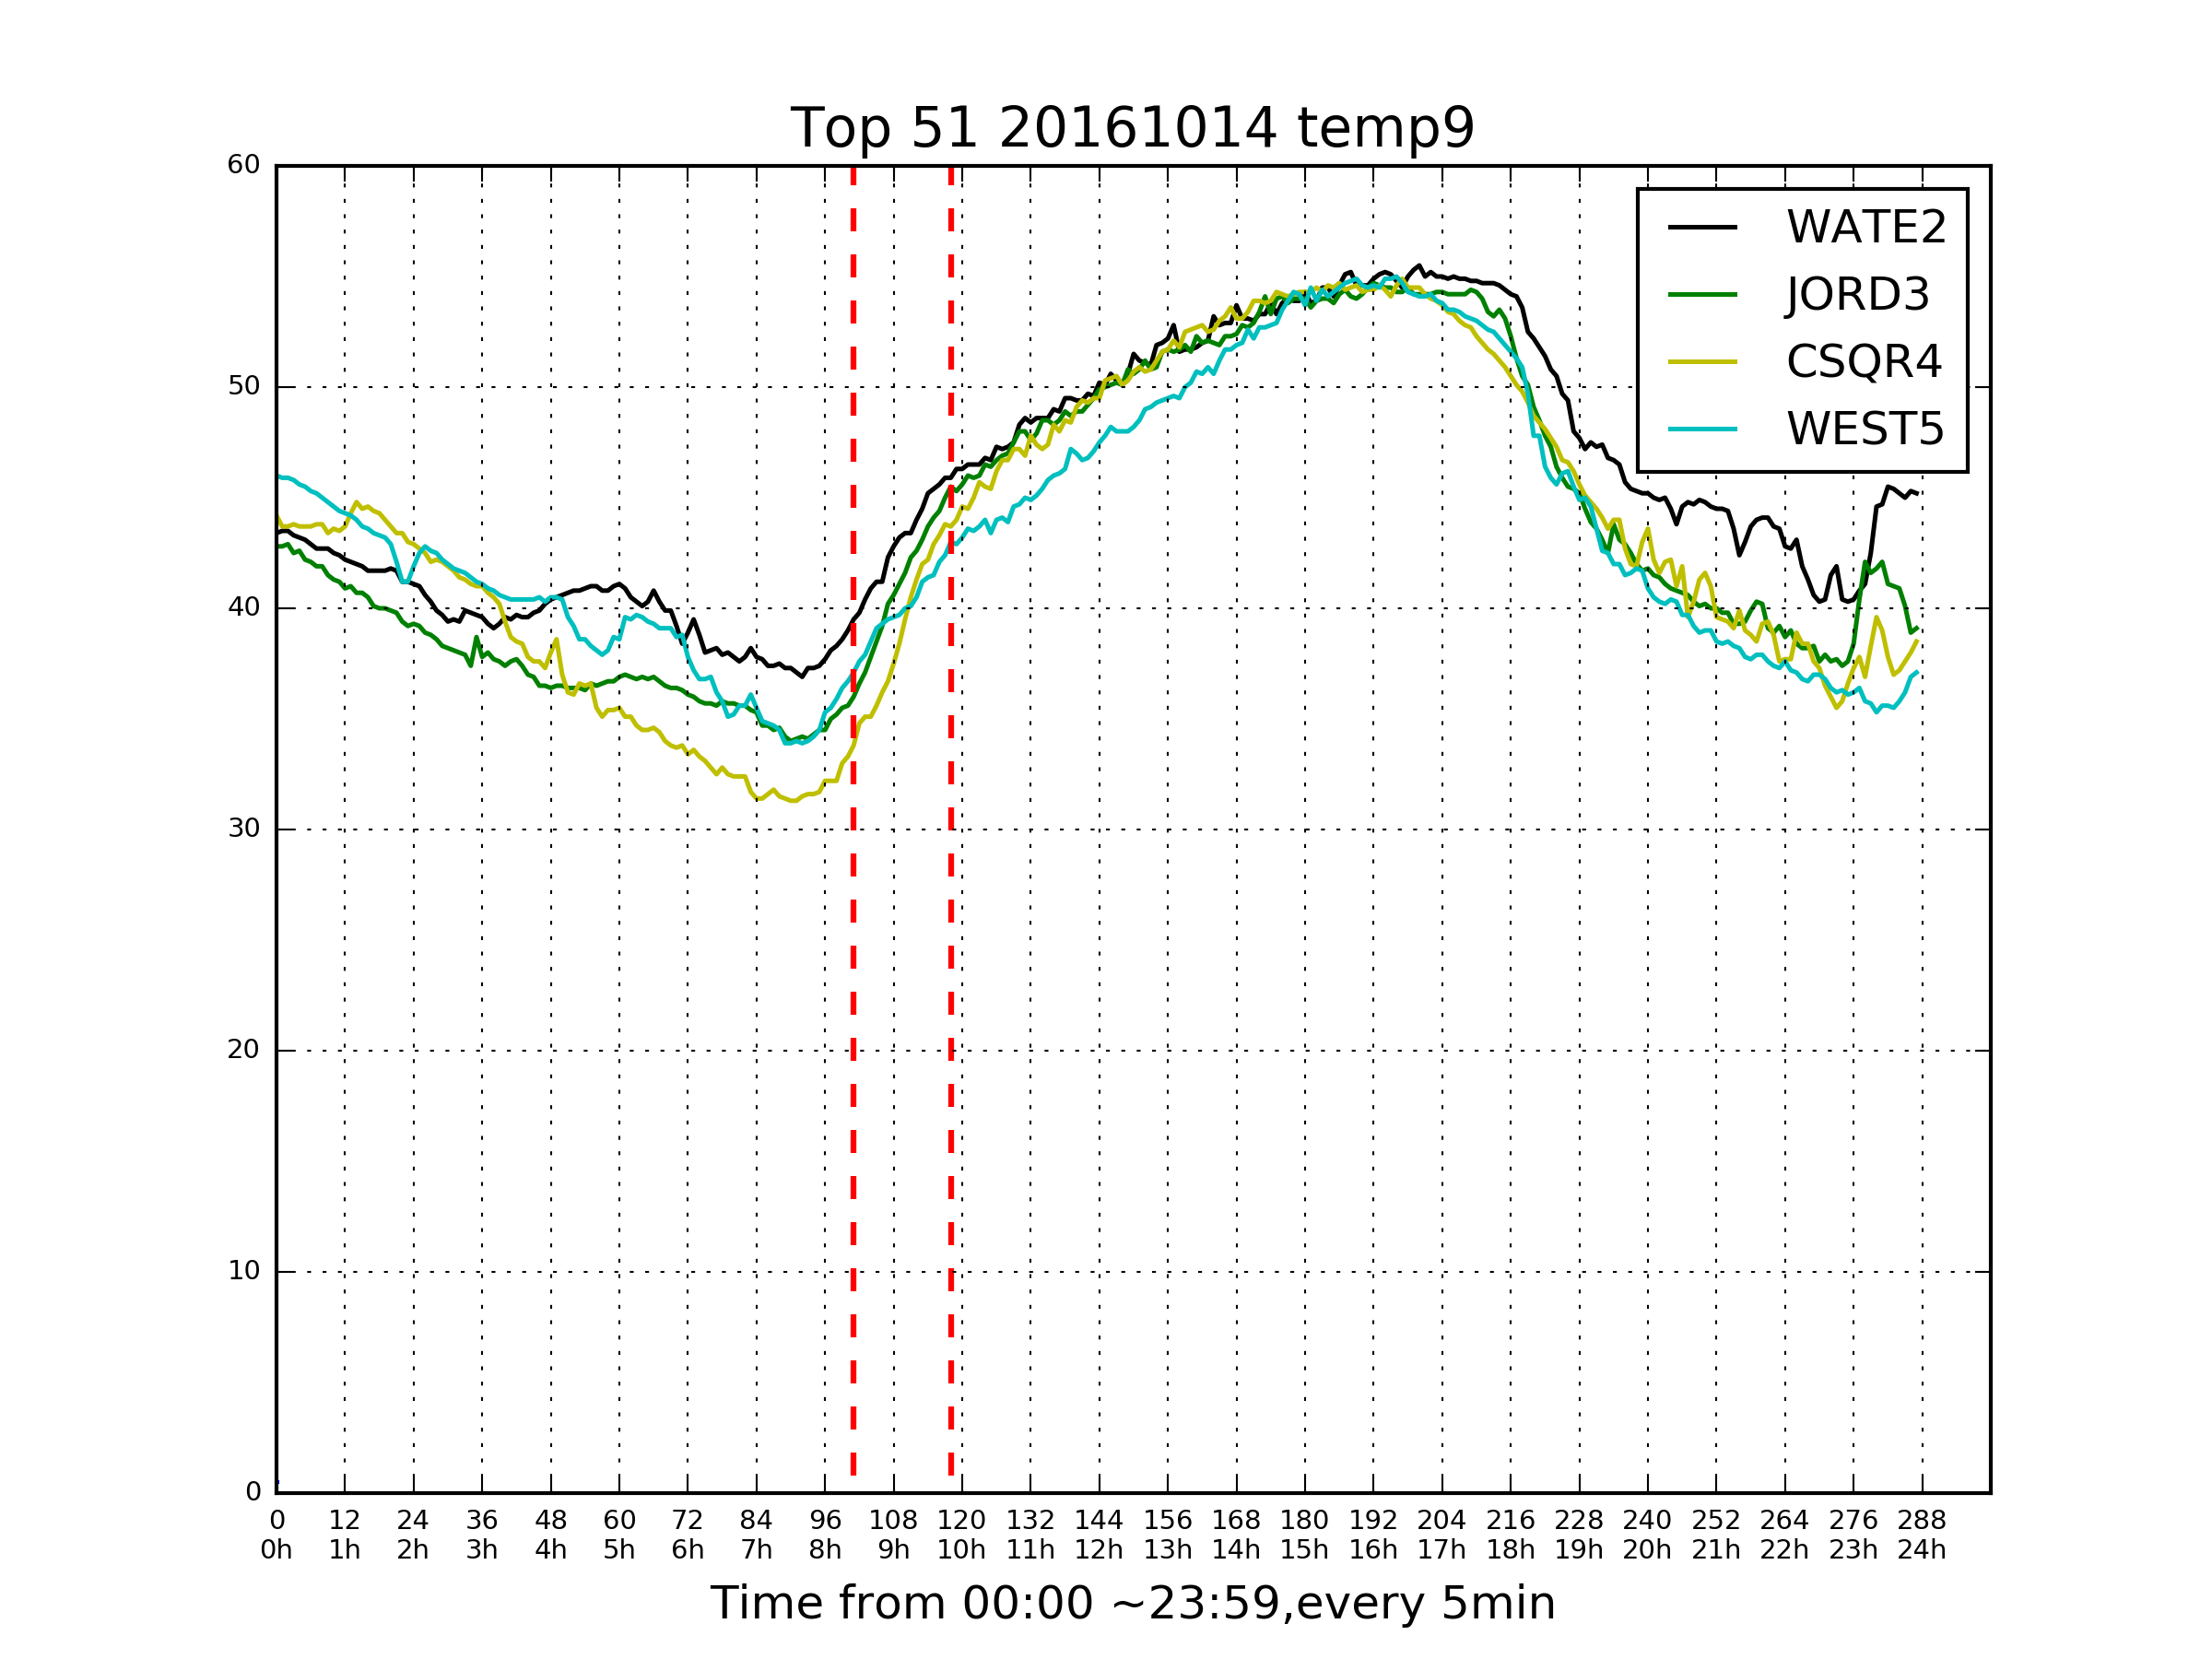 Top 51 20161014 temp9
60
50
40
30
20
10
0
WATE2
JORD3
CSQR4
WEST5
0 12 24 36 48 60 72 84 96 108 120 132 144 156 168 180 192 204 216 228 240 252 264 276 288
0h 1h 2h 3h 4h 5h 6h 7h 8h 9h 10h 11h 12h 13h 14h 15h 16h 17h 18h 19h 20h 21h 22h 23h 24h
Time from 00:00 ~23:59,every 5min